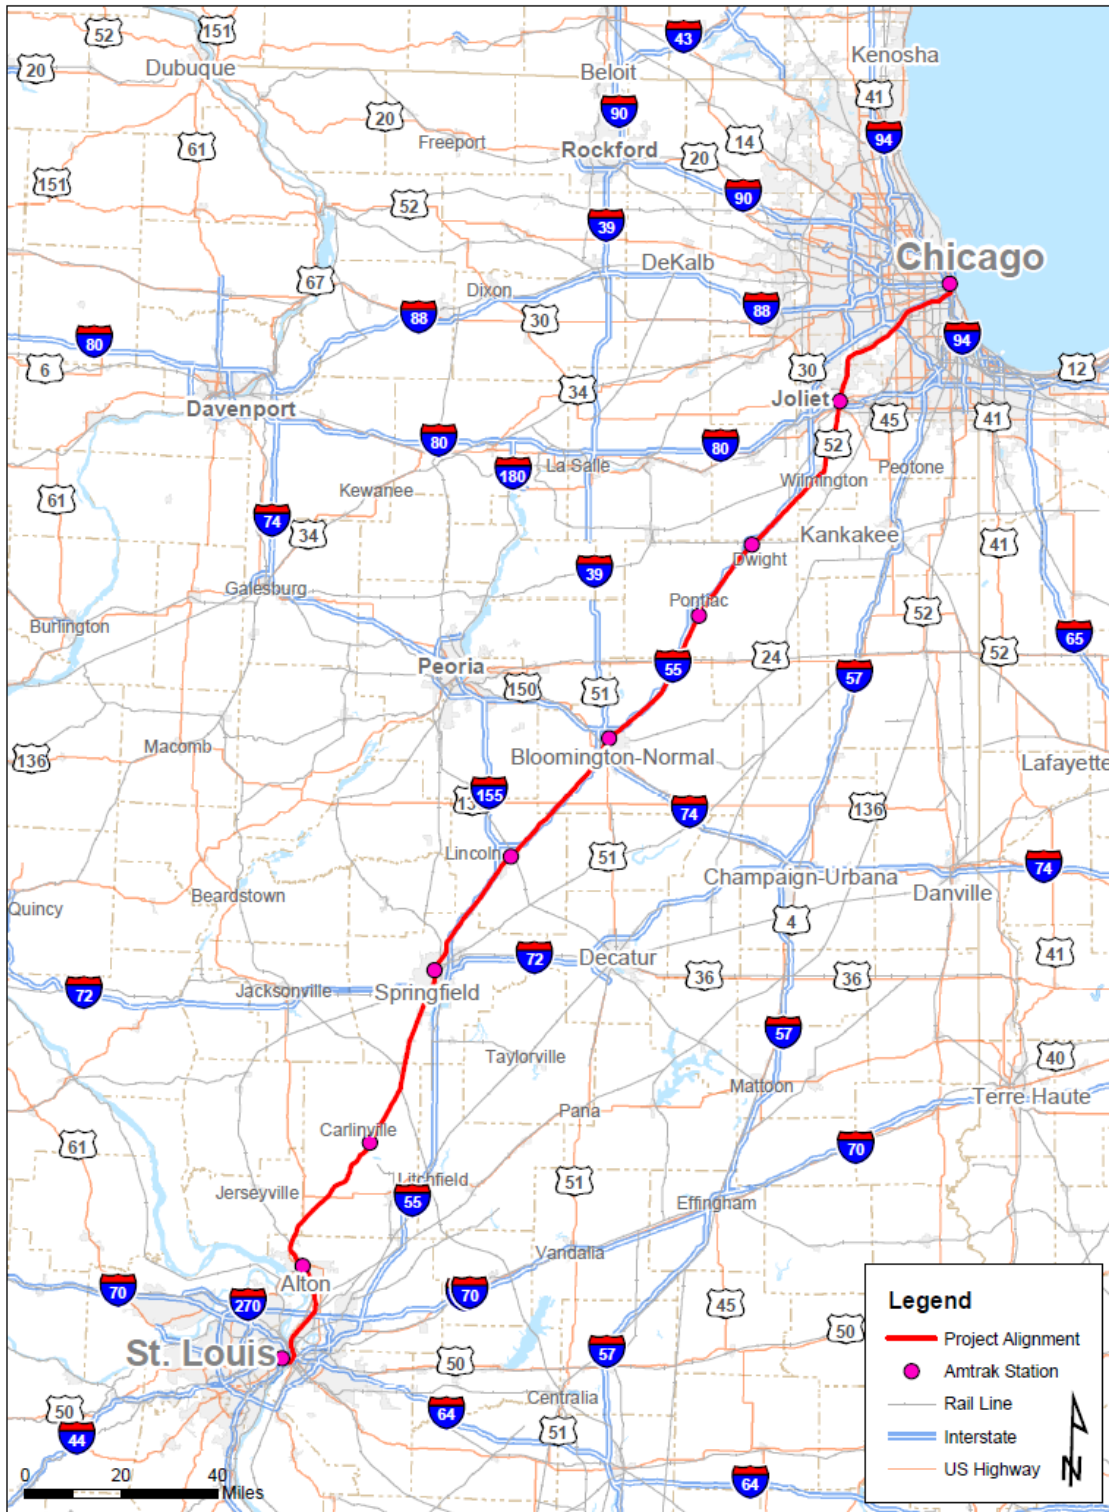 52
151
43
Kenosha
20
Dubuque
Beloit
41
90
20
94
61
Freeport
Rockford
14
20
151
90
52
39
Chicago
DeKalb
67
Dixon
88
30
88
94
80
6
30
12
34
Joliet
Davenport
45
41
80
80
52
180
La Salle
Peotone
Wilmington
61
Kewanee
74
34
Kankakee
41
Dwight
39
Galesburg
Pontiac
52
Burlington
65
24
52
Peoria
55
57
150
51
Macomb
136
Bloomington-Normal
Lafayette
155
13
74
136
Lincoln
51
74
Champaign-Urbana
Beardstown
Danville
Quincy
4
72
Decatur
41
36
36
72
Jacksonville
Springfield
57
Taylorville
40
Mattoon
Terre Haute
Pana
Carlinville
61
70
Litchfield
51
Jerseyville
55
Effingham
Vandalia
Alton
70
70
270
45
50
St. Louis
50
57
Centralia
50
64
51
44
64
0 20 40
Miles
Legend
Project Alignment
Amtrak Station
Rail Line
Interstate
US Highway
N